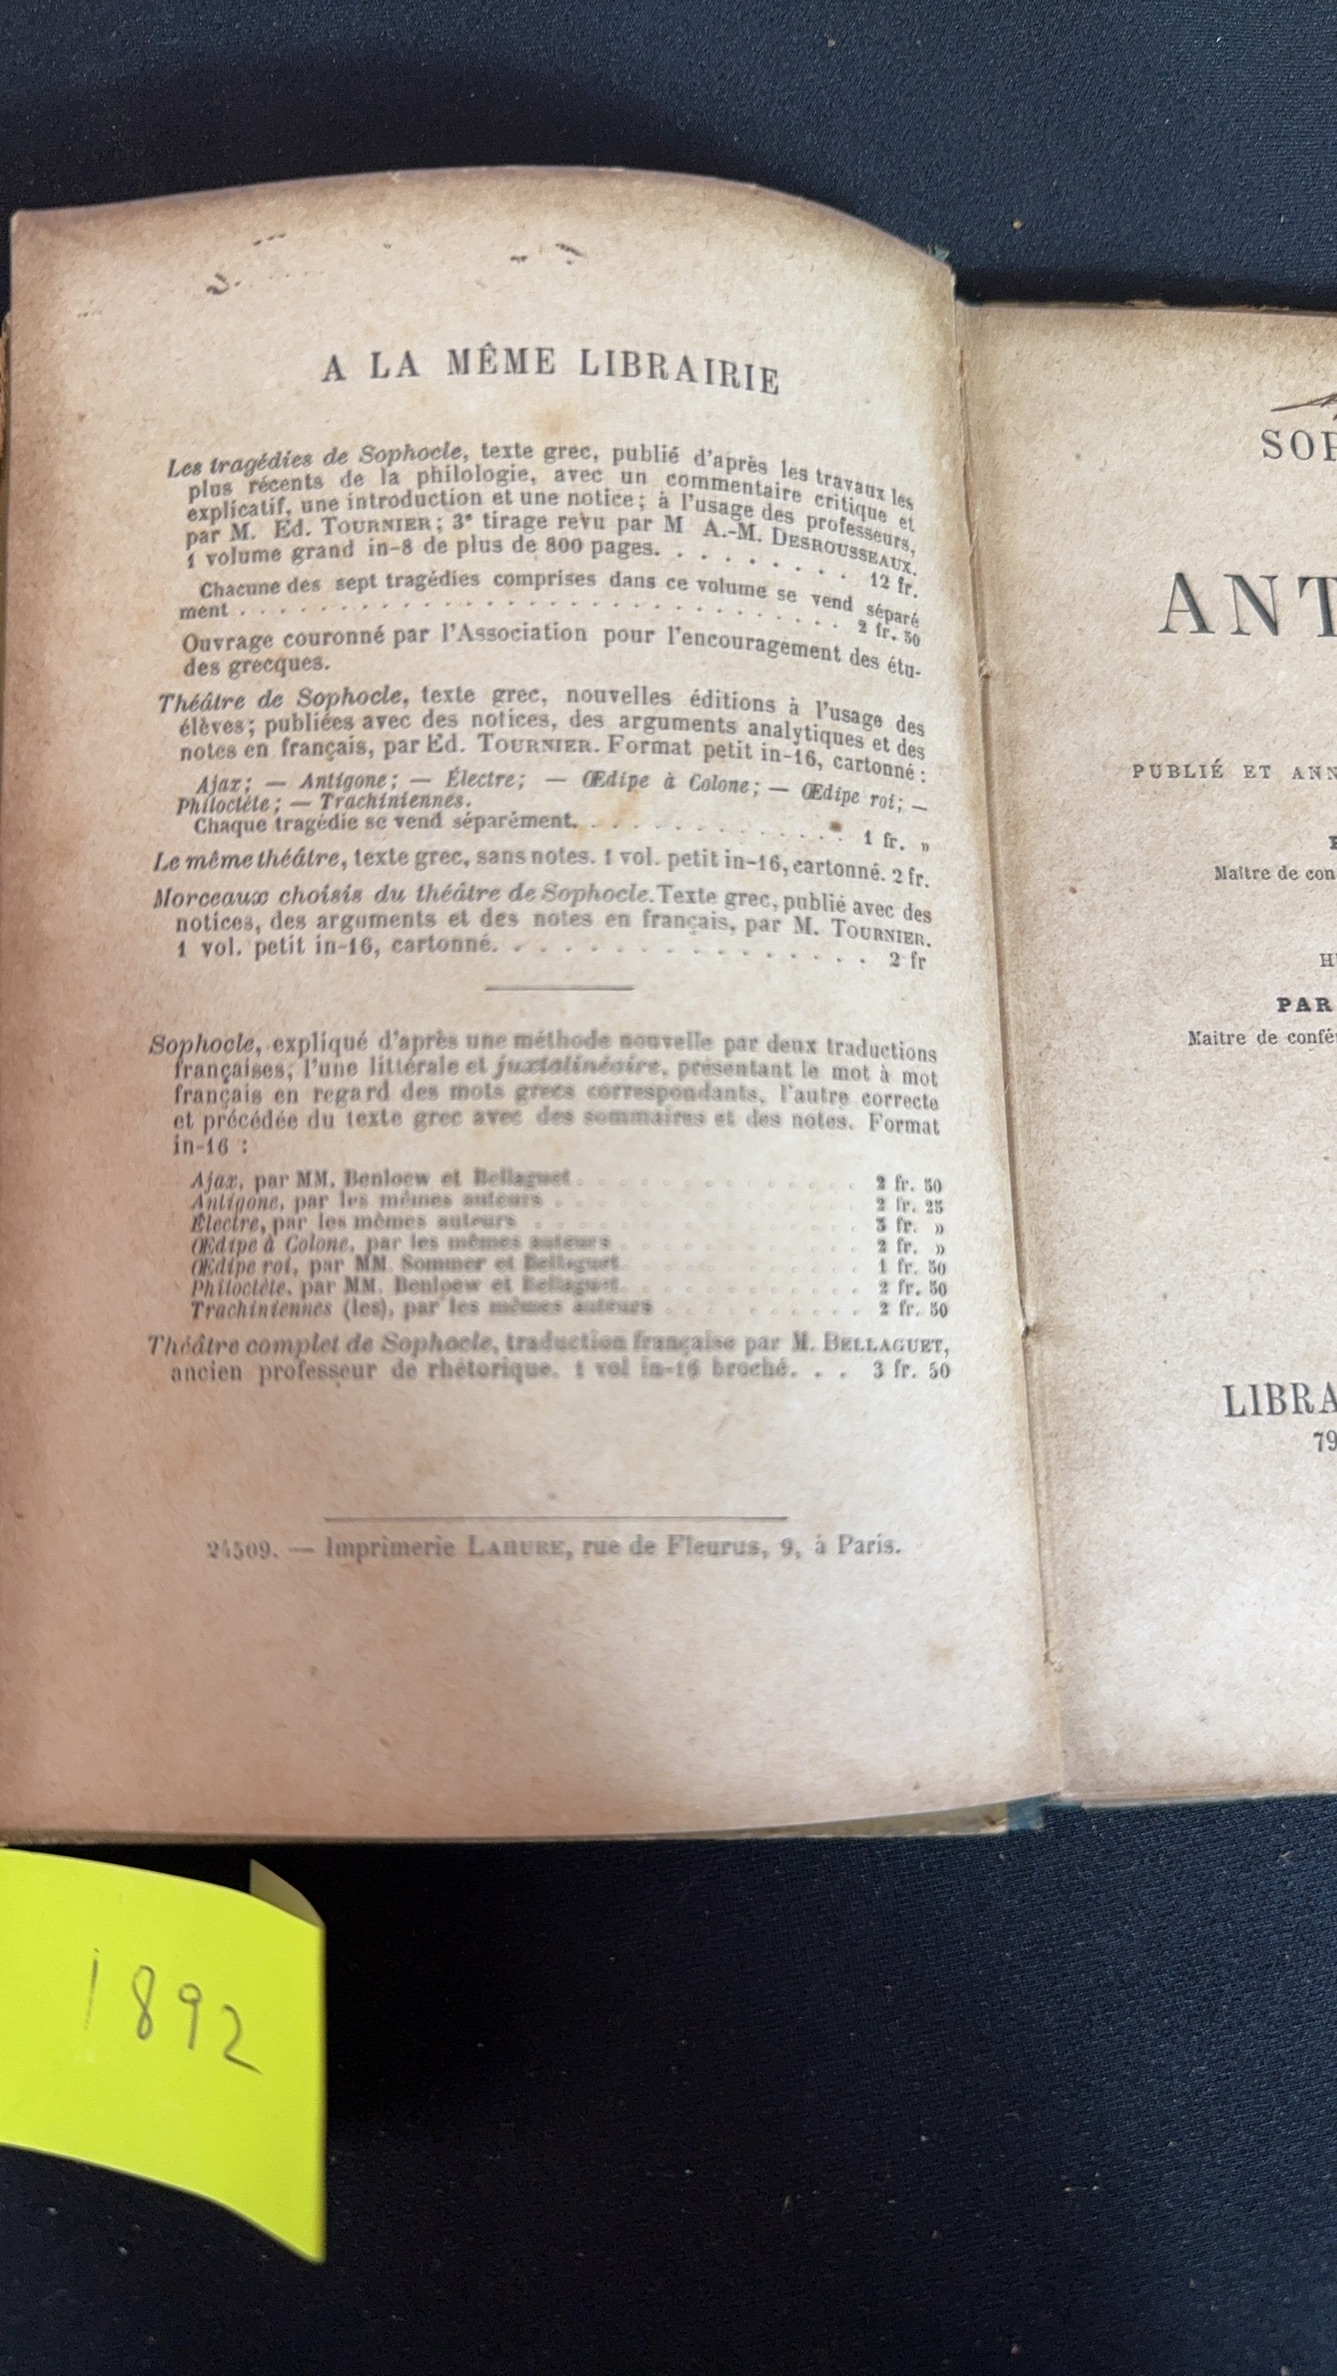 A LA MÊME LIBRAIRIE
Les tragédies de Sophocle, texte grec, publié d'après les travaux les
plus récents de la philologie, avec un commentaire critique et
explicatif, une introduction et une notice; à l'usage des professeurs,
par M. Ed. TOURNIER; 3e tirage revu par M A.-M. DESROUSSEAUX.
1 volume grand in-8 de plus de 800 pages. . . . . . . . 12 fr.
Chacune des sept tragédies comprises dans ce volume se vend séparé
ment . . . . . . . . . . . . . . . . . . . . . . . . . . 2 fr. 50
Ouvrage couronné par l'Association pour l'encouragement des étu-
des grecques.
Théâtre de Sophocle, texte grec, nouvelles éditions à l'usage des
élèves; publiées avec des notices, des arguments analytiques et des
notes en français, par Ed. TOURNIER. Format petit in-16, cartonné :
Ajax; — Antigone; — Électre; — Œdipe à Colone; — Œdipe roi; —
Philoctète; — Trachiniennes.
Chaque tragédie se vend séparément. . . . . . . . . . . . . . 1 fr. »
Le même théâtre, texte grec, sans notes. 1 vol. petit in-16, cartonné. 2 fr.
Morceaux choisis du théâtre de Sophocle. Texte grec, publié avec des
notices, des arguments et des notes en français, par M. TOURNIER.
1 vol. petit in-16, cartonné. . . . . . . . . . . . . . . . 2 fr
Sophocle, expliqué d'après une méthode nouvelle par deux traductions
françaises, l'une littérale et juxtalinéaire, présentant le mot à mot
français en regard des mots grecs correspondants, l'autre correcte
et précédée du texte grec avec des sommaires et des notes. Format
in-16 :
Ajax, par MM. Benloew et Bellaguet . . . . . . . . . . . . . 2 fr. 50
Antigone, par les mêmes auteurs . . . . . . . . . . . . . . 2 fr. 25
Électre, par les mêmes auteurs . . . . . . . . . . . . . . . 3 fr. »
Œdipe à Colone, par les mêmes auteurs . . . . . . . . . . . 2 fr. »
Œdipe roi, par MM. Sommer et Bellaguet . . . . . . . . . . . 1 fr. 50
Philoctète, par MM. Benloew et Bellaguet . . . . . . . . . . 2 fr. 50
Trachiniennes (les), par les mêmes auteurs . . . . . . . . . 2 fr. 50
Théâtre complet de Sophocle, traduction française par M. BELLAGUET,
ancien professeur de rhétorique. 1 vol in-16 broché. . . . 3 fr. 50
24509. — Imprimerie LAHURE, rue de Fleurus, 9, à Paris.
SOP
ANT
PUBLIÉ ET ANN
Maître de con
PAR
Maitre de confé
LIBRA
79
1892